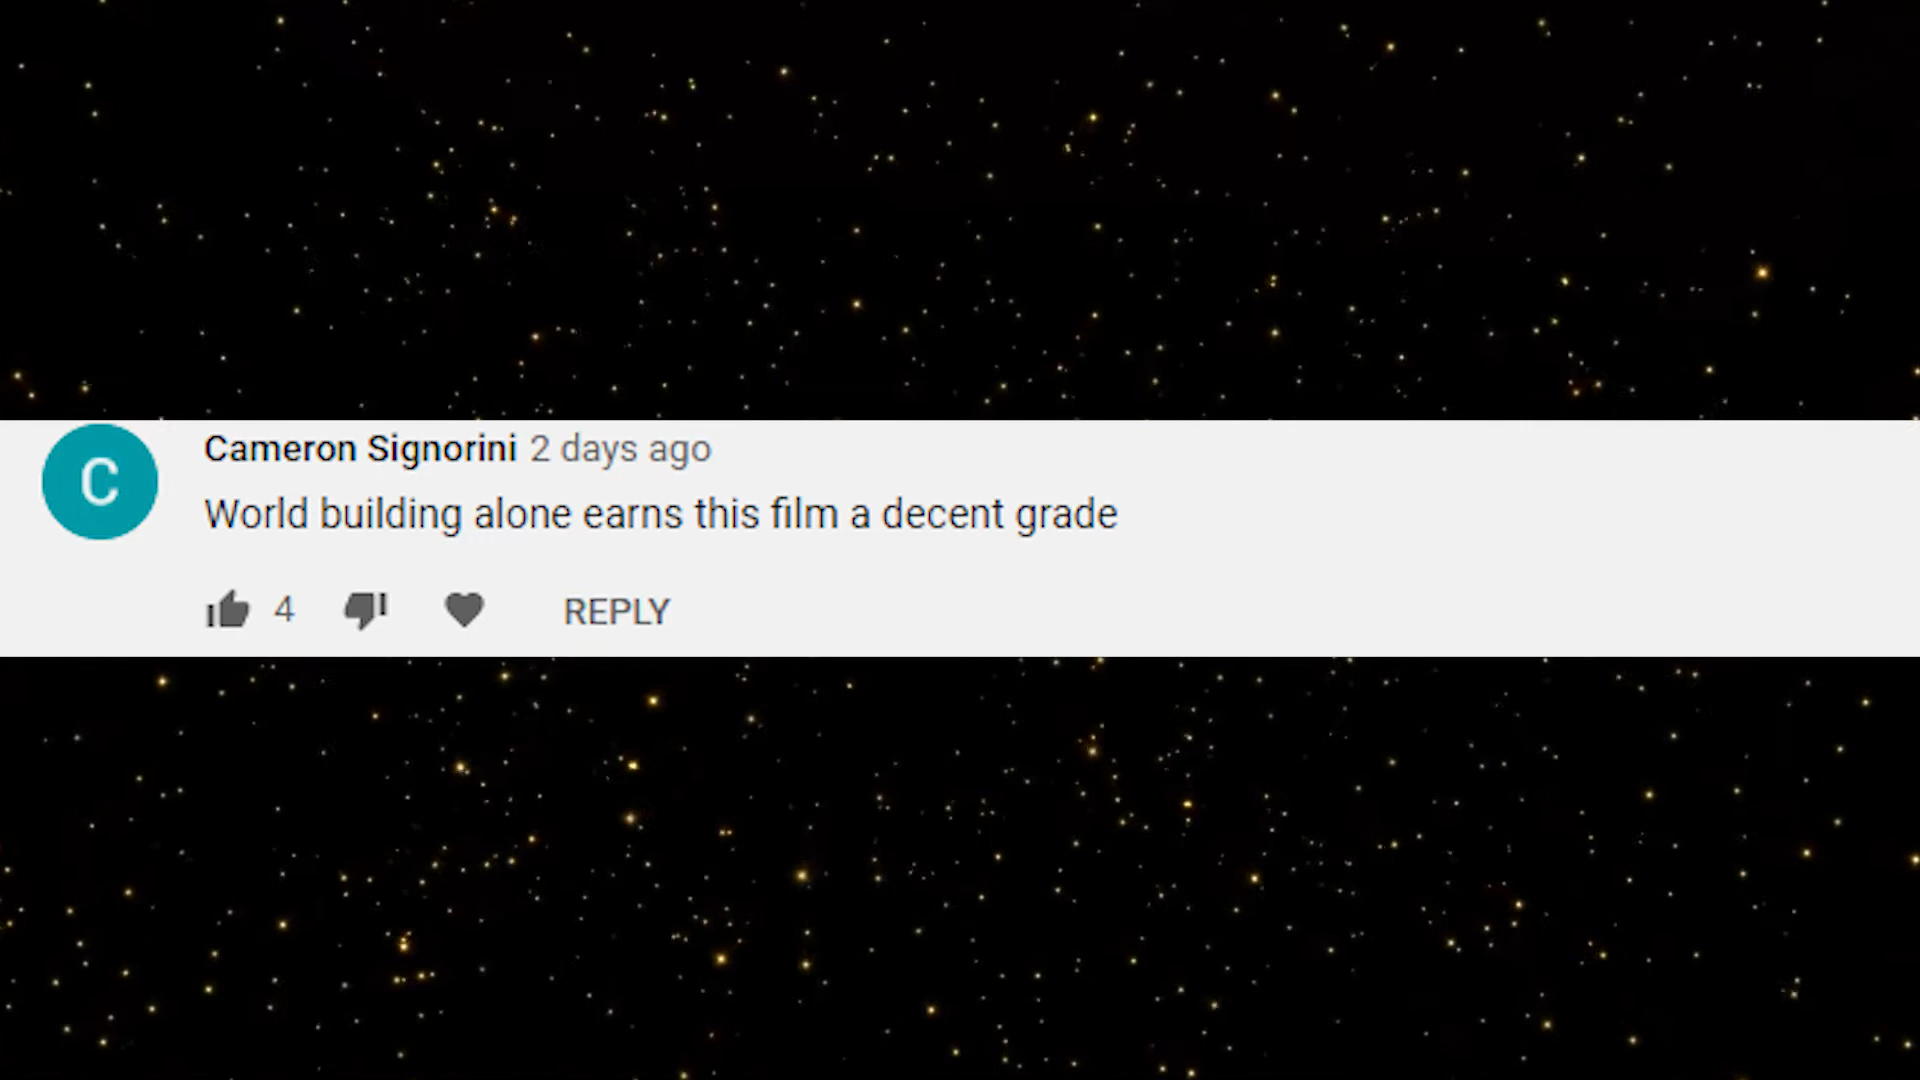 C
Cameron Signorini 2 days ago
World building alone earns this film a decent grade
4 REPLY